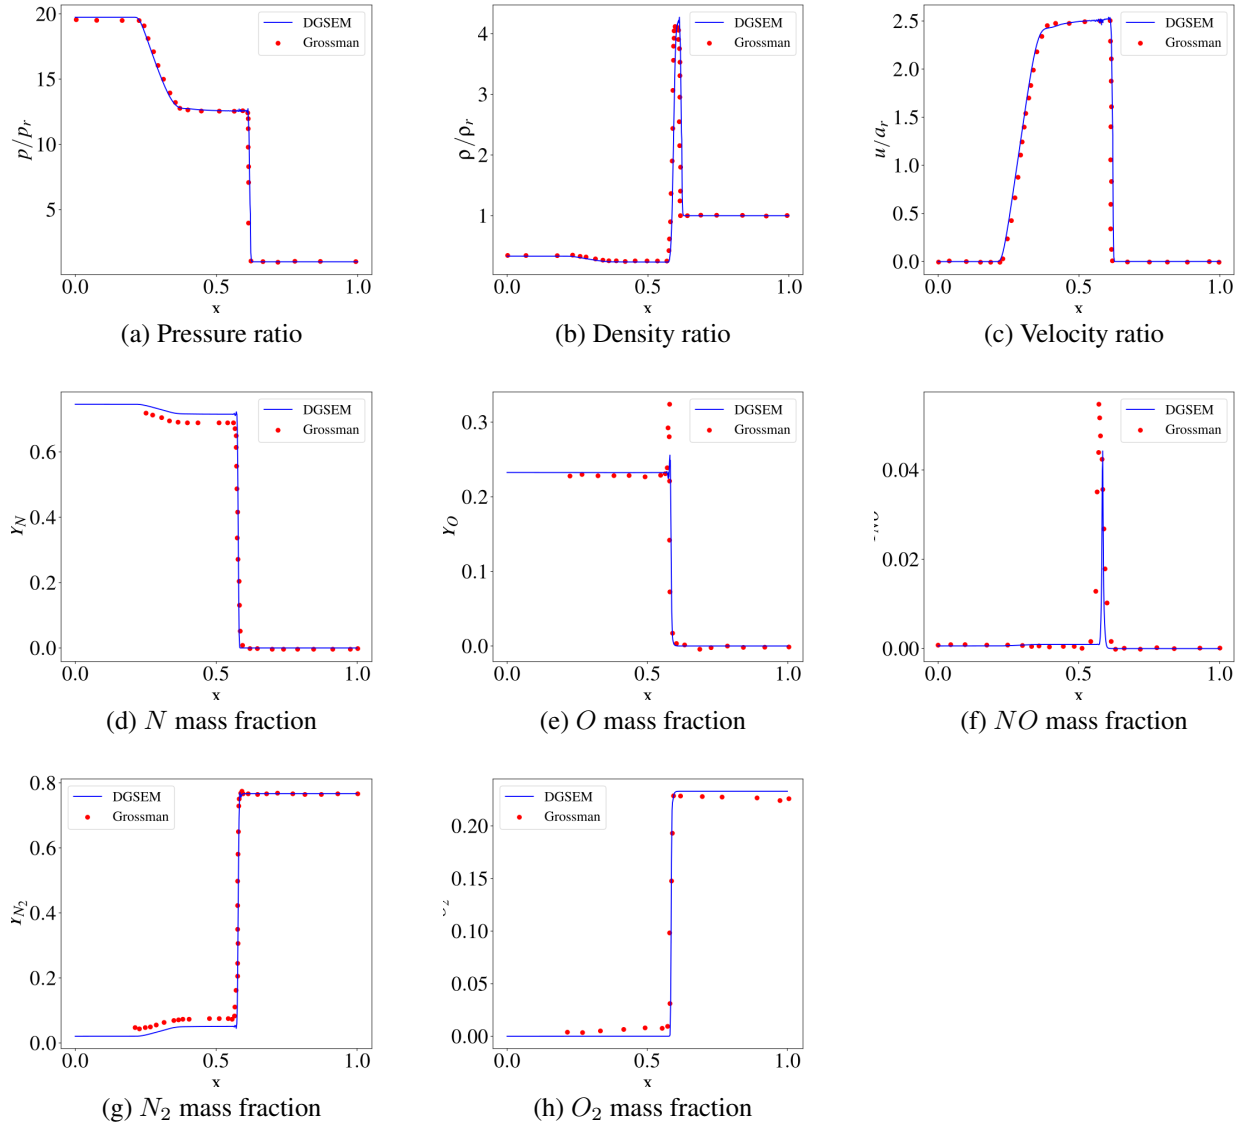 20
15
10
5
p/p_r
DGSEM
Grossman
0.0 0.5 1.0
x
(a) Pressure ratio
4
3
2
1
ρ/ρ_r
DGSEM
Grossman
0.0 0.5 1.0
x
(b) Density ratio
2.5
2.0
1.5
1.0
0.5
0.0
u/a_r
DGSEM
Grossman
0.0 0.5 1.0
x
(c) Velocity ratio
0.6
0.4
0.2
0.0
Y_N
DGSEM
Grossman
0.0 0.5 1.0
x
(d) N mass fraction
0.3
0.2
0.1
0.0
Y_O
DGSEM
Grossman
0.0 0.5 1.0
x
(e) O mass fraction
0.04
0.02
0.00
DGSEM
Grossman
0.0 0.5 1.0
x
(f) NO mass fraction
0.8
0.6
0.4
0.2
0.0
Y_{N_2}
DGSEM
Grossman
0.0 0.5 1.0
x
(g) N_2 mass fraction
0.20
0.15
0.10
0.05
0.00
DGSEM
Grossman
0.0 0.5 1.0
x
(h) O_2 mass fraction